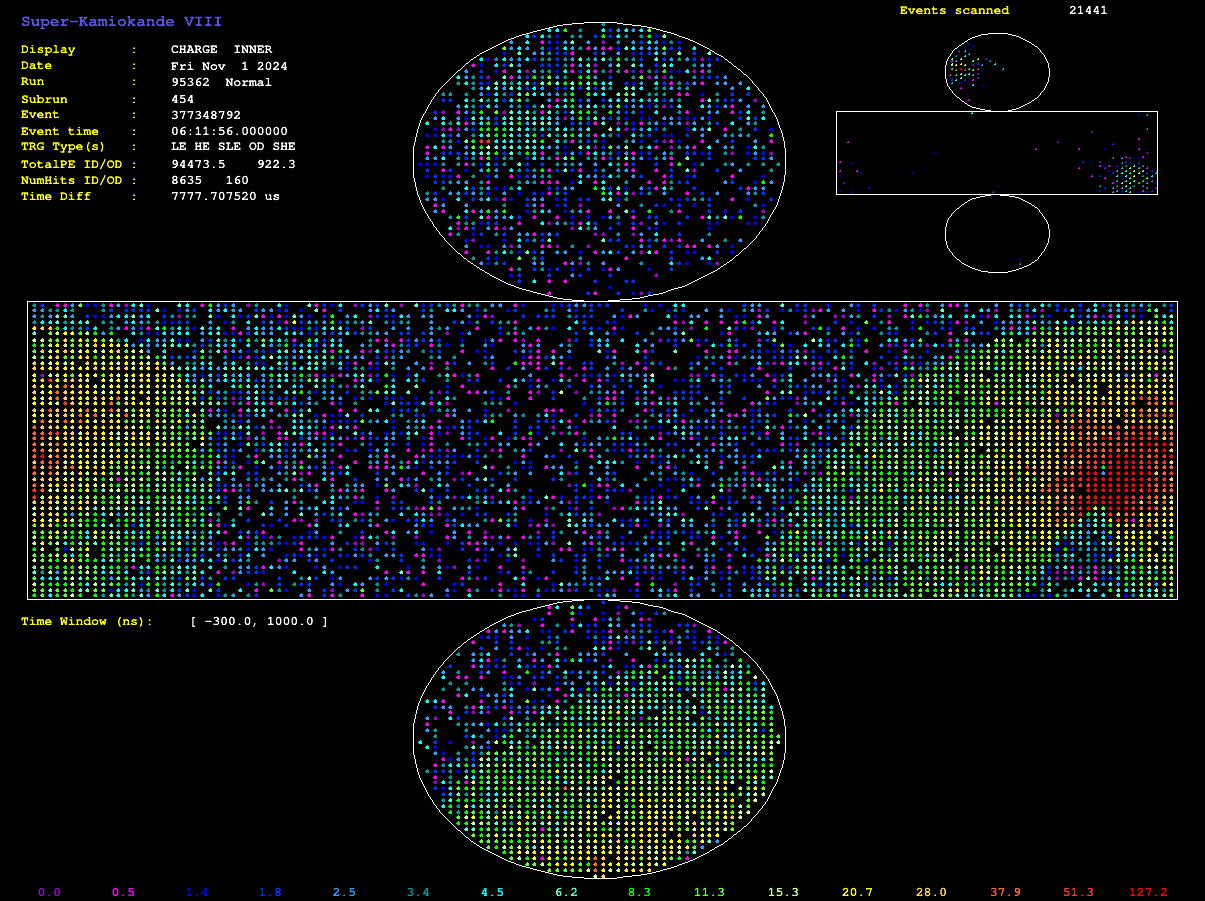 Super-Kamiokande VIII
Display : CHARGE INNER
Date : Fri Nov 1 2024
Run : 95362 Normal
Subrun : 454
Event : 377348792
Event time : 06:11:56.000000
TRG Type(s) : LE HE SLE OD SHE
TotalPE ID/OD : 94473.5 922.3
NumHits ID/OD : 8635 160
Time Diff : 7777.707520 us
Events scanned 21441
Time Window (ns): [ -300.0, 1000.0 ]
0.0 0.5 1.4 1.8 2.5 3.4 4.5 6.2 8.3 11.3 15.3 20.7 28.0 37.9 51.3 127.2